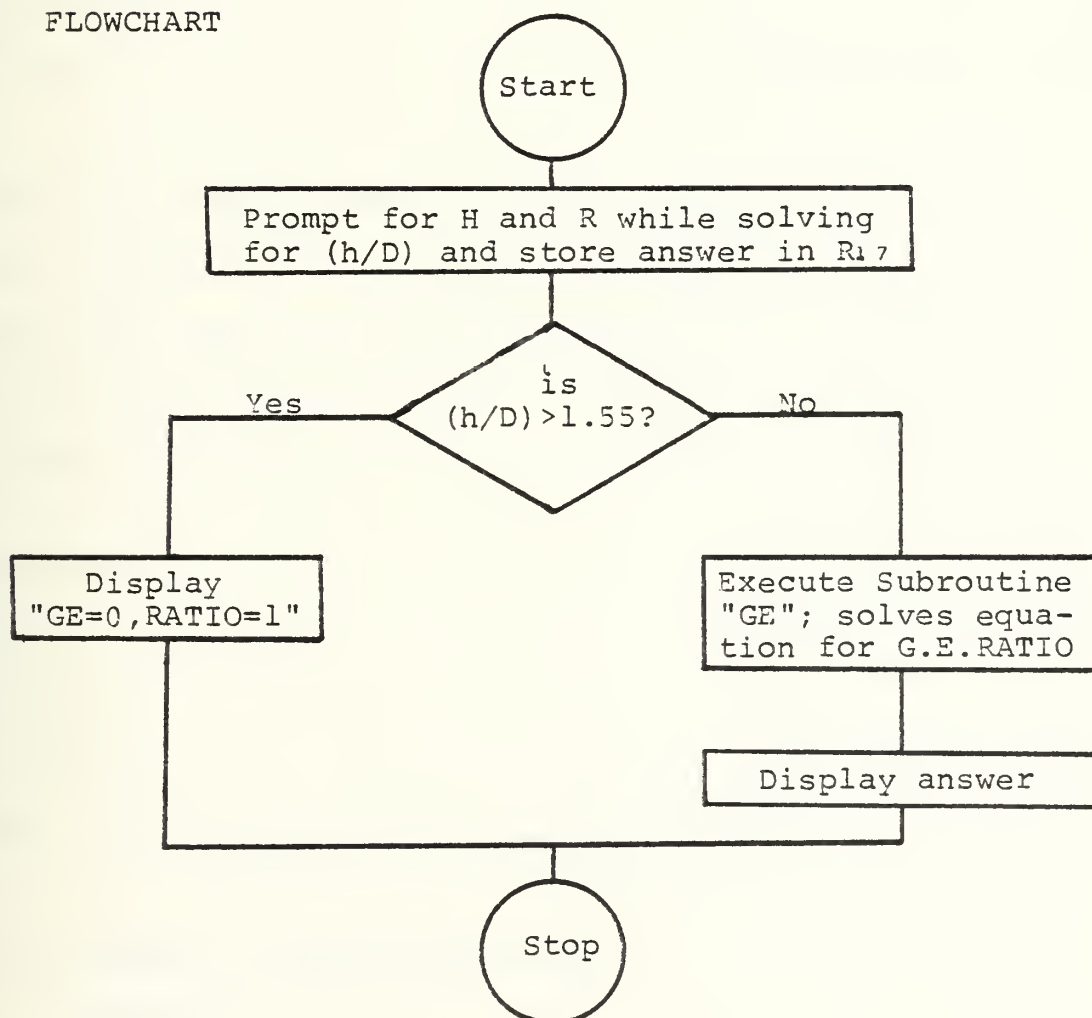 FLOWCHART
Start
Prompt for H and R while solving
for (h/D) and store answer in R17
is
(h/D)>1.55?
Yes
No
Display
"GE=0,RATIO=1"
Execute Subroutine
"GE"; solves equa-
tion for G.E.RATIO
Display answer
Stop